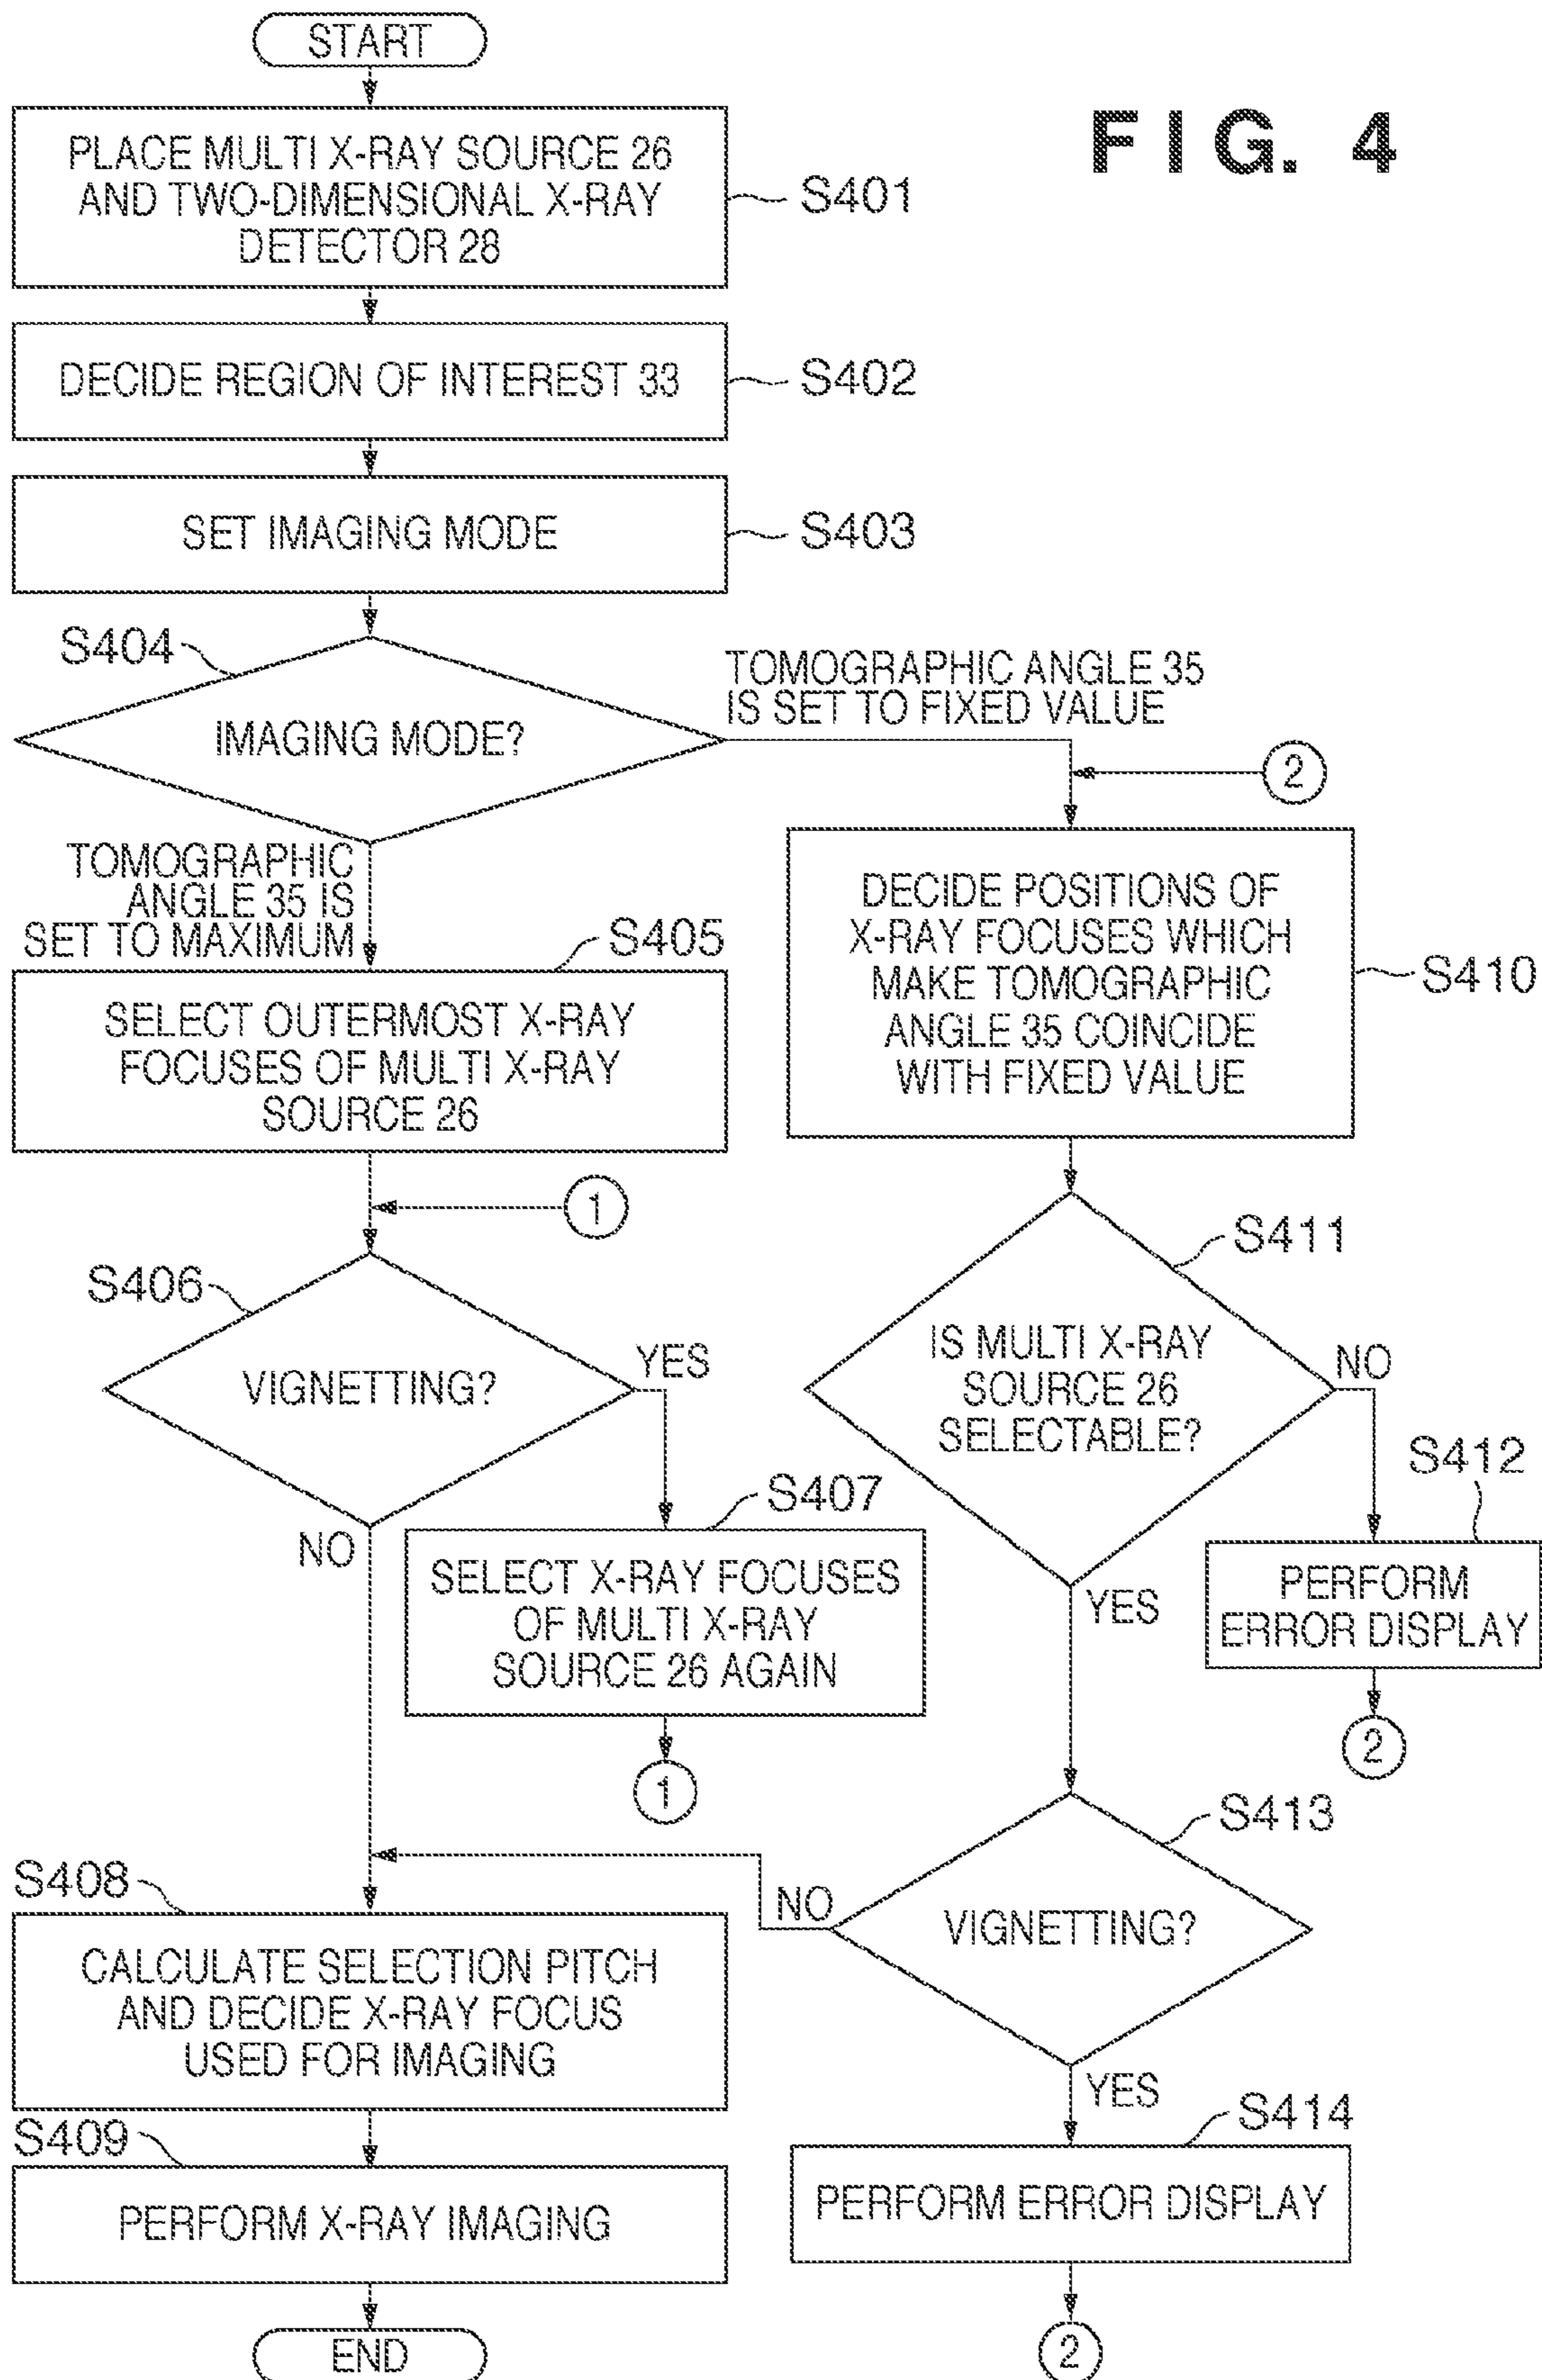 START
FIG. 4
PLACE MULTI X-RAY SOURCE 26
AND TWO-DIMENSIONAL X-RAY
DETECTOR 28
S401
DECIDE REGION OF INTEREST 33
S402
SET IMAGING MODE
S403
S404
IMAGING MODE?
TOMOGRAPHIC ANGLE 35
IS SET TO FIXED VALUE
2
TOMOGRAPHIC
ANGLE 35 IS
SET TO MAXIMUM
S405
SELECT OUTERMOST X-RAY
FOCUSES OF MULTI X-RAY
SOURCE 26
DECIDE POSITIONS OF
X-RAY FOCUSES WHICH
MAKE TOMOGRAPHIC
ANGLE 35 COINCIDE
WITH FIXED VALUE
S410
1
S406
VIGNETTING?
YES
NO
S407
SELECT X-RAY FOCUSES
OF MULTI X-RAY
SOURCE 26 AGAIN
1
S411
IS MULTI X-RAY
SOURCE 26
SELECTABLE?
NO
S412
PERFORM
ERROR DISPLAY
2
YES
S413
VIGNETTING?
NO
S408
CALCULATE SELECTION PITCH
AND DECIDE X-RAY FOCUS
USED FOR IMAGING
YES
S414
PERFORM ERROR DISPLAY
2
S409
PERFORM X-RAY IMAGING
END